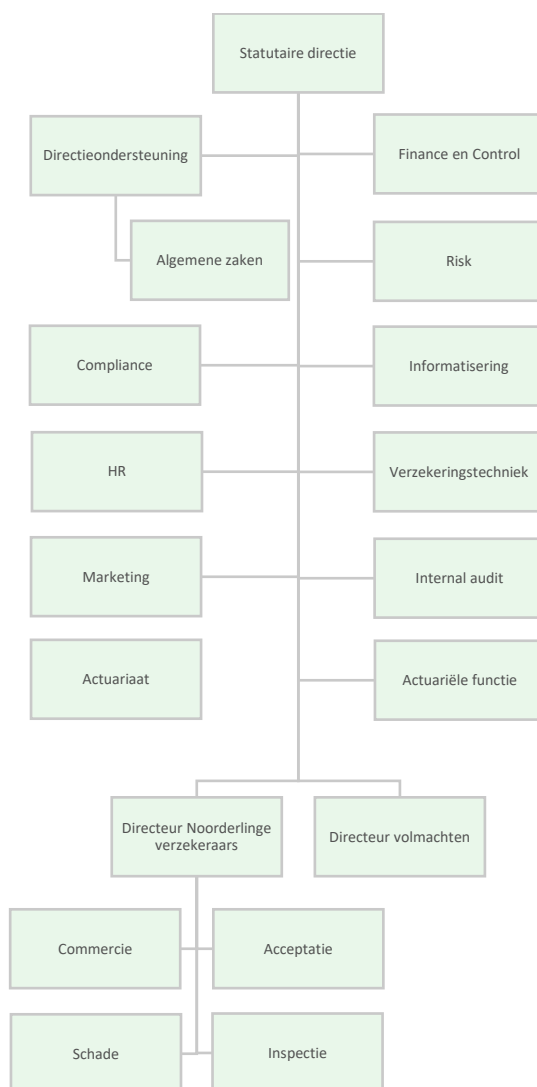 Statutaire directie
Directieondersteuning
Finance en Control
Algemene zaken
Risk
Compliance
Informatisering
HR
Verzekeringstechniek
Marketing
Internal audit
Actuariaat
Actuariële functie
Directeur Noorderlinge
verzekeraars
Directeur volmachten
Commercie
Acceptatie
Schade
Inspectie